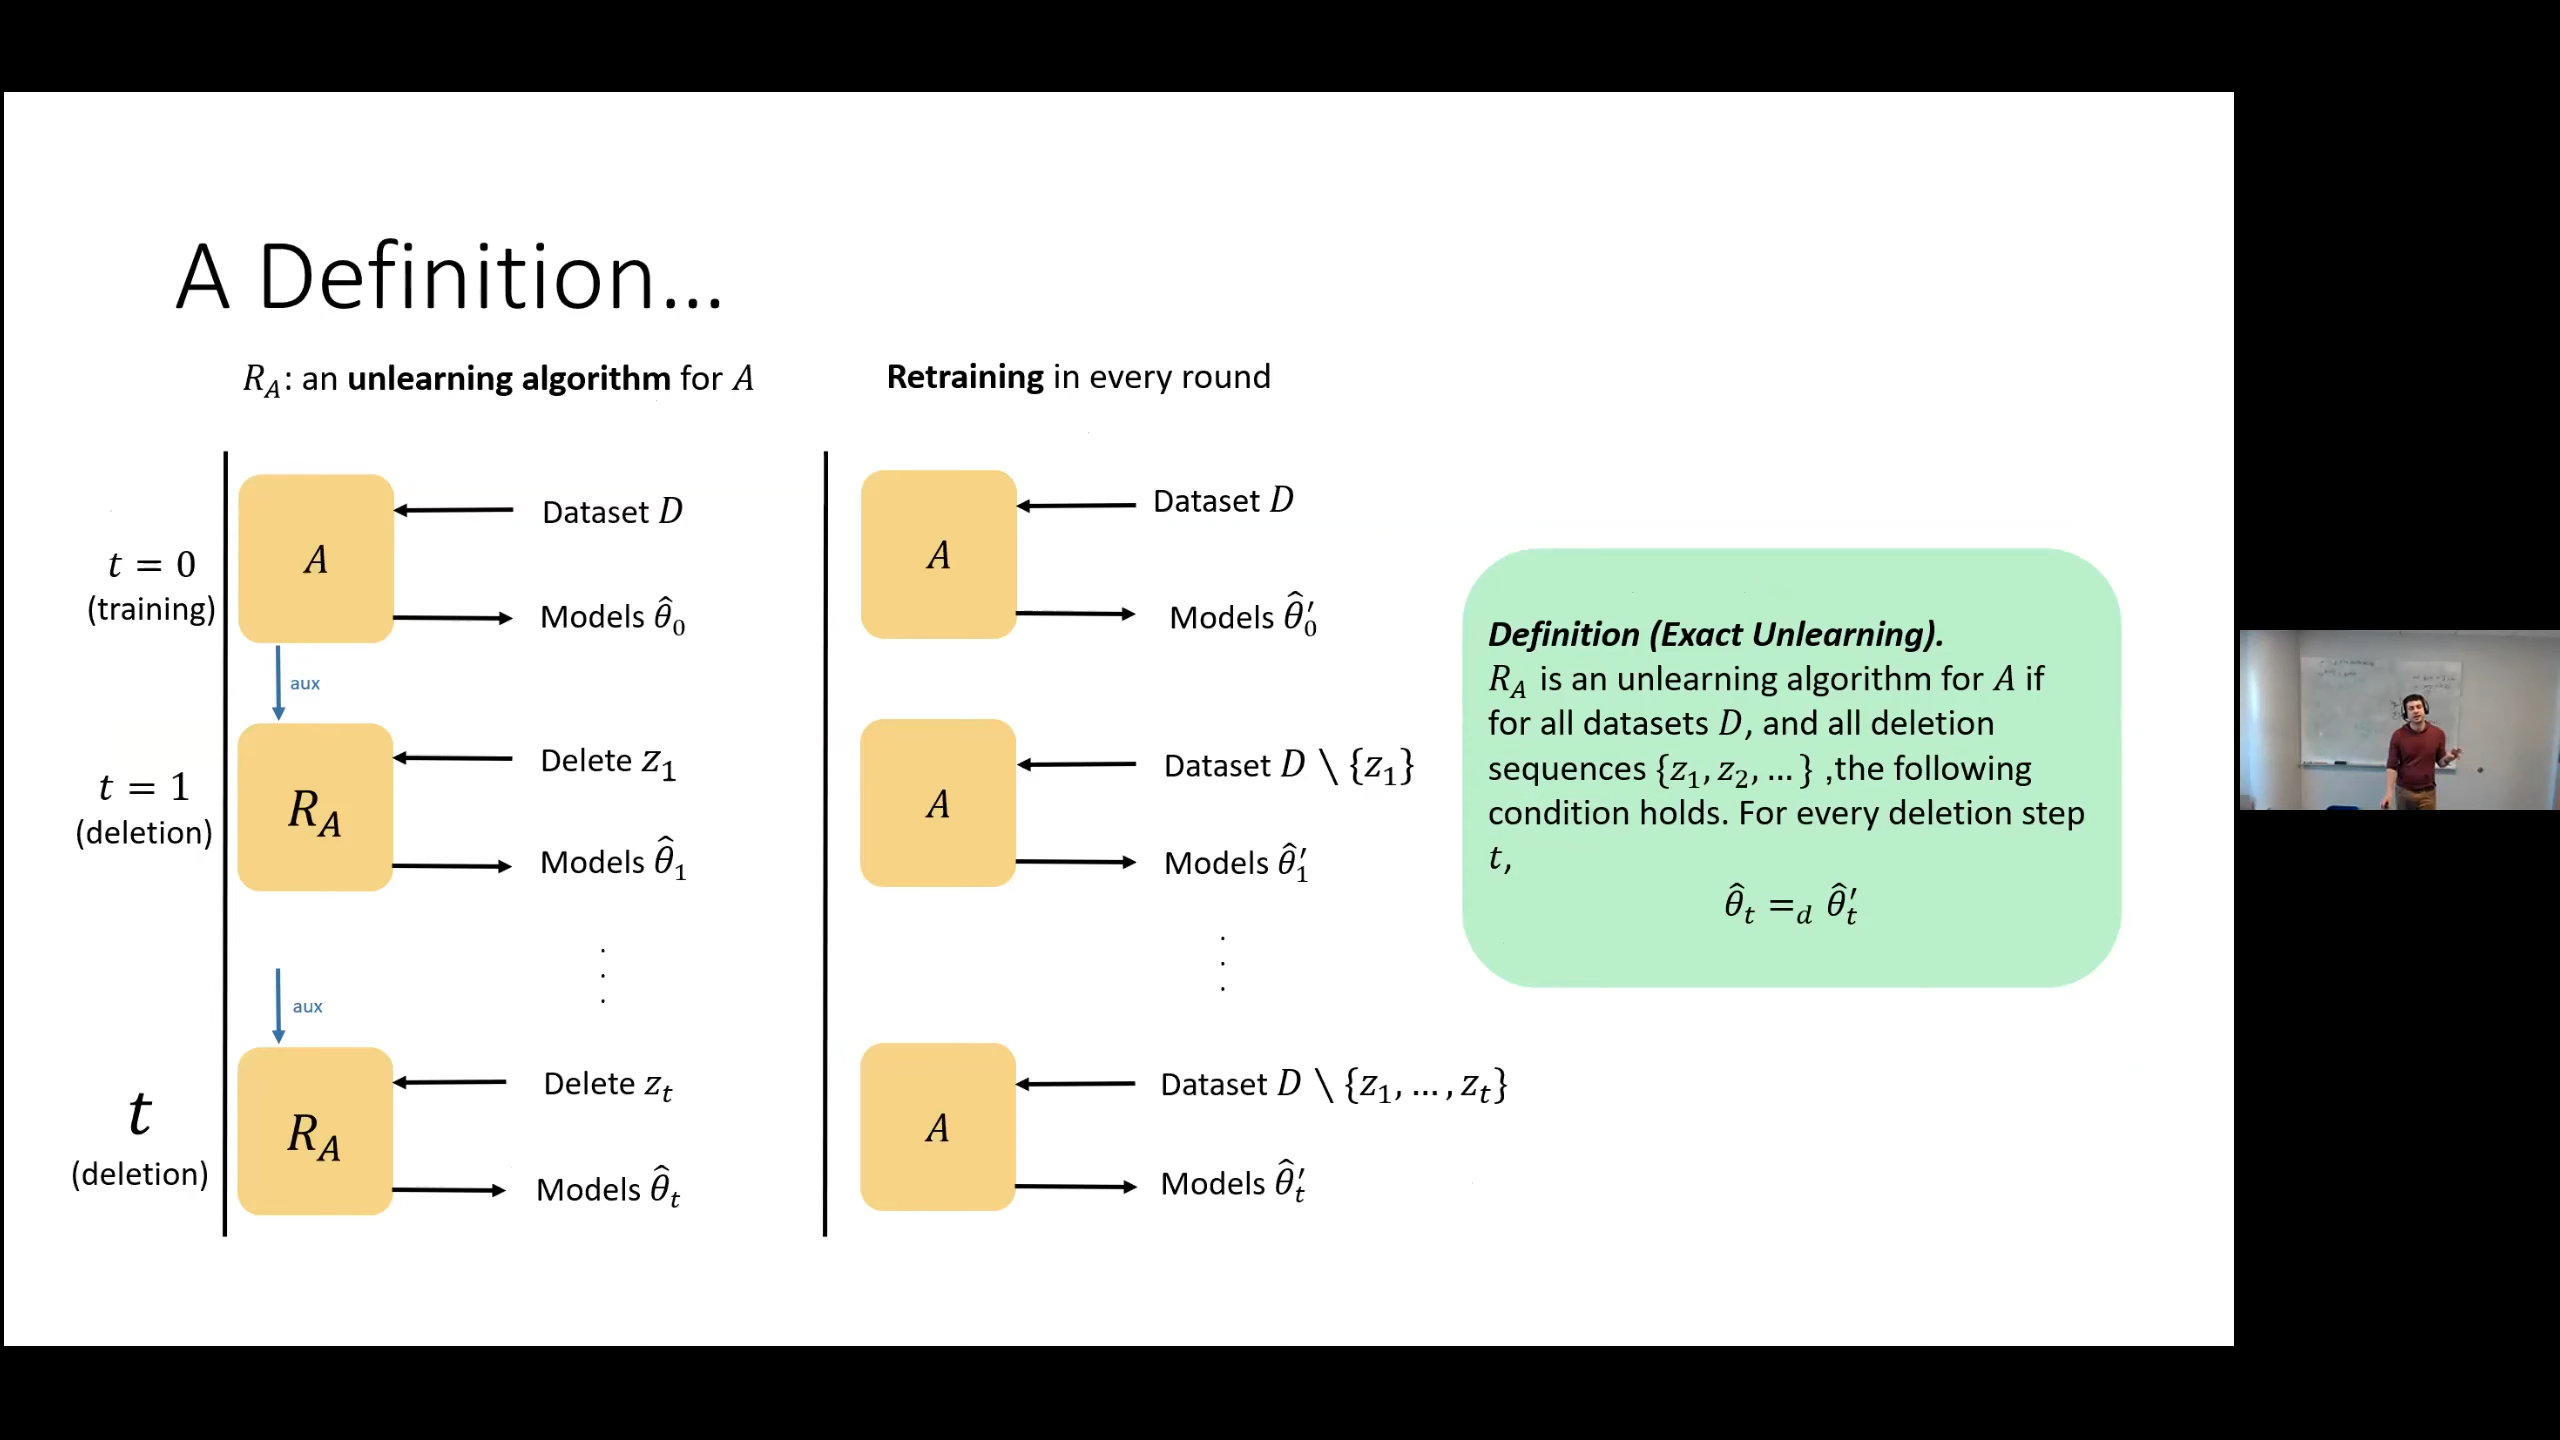 A Definition...
R_A: an unlearning algorithm for A
Retraining in every round
t = 0
(training)
A
Dataset D
Models θ̂_0
aux
t = 1
(deletion)
R_A
Delete z_1
Models θ̂_1
.
.
.
aux
t
(deletion)
R_A
Delete z_t
Models θ̂_t
A
Dataset D
Models θ̂′_0
A
Dataset D \ {z_1}
Models θ̂′_1
.
.
.
A
Dataset D \ {z_1, ..., z_t}
Models θ̂′_t
Definition (Exact Unlearning).
R_A is an unlearning algorithm for A if
for all datasets D, and all deletion
sequences {z_1, z_2, ... } ,the following
condition holds. For every deletion step
t,
θ̂_t =_d θ̂′_t